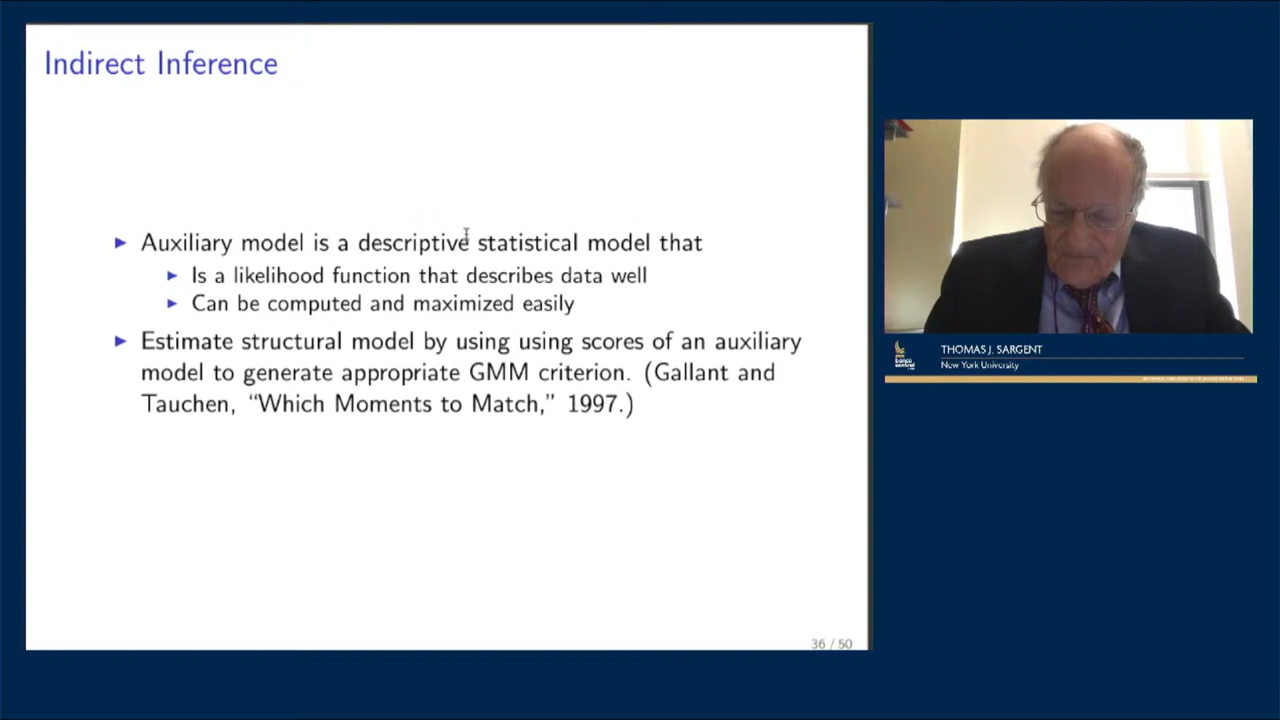 Indirect Inference
► Auxiliary model is a descriptive statistical model that
► Is a likelihood function that describes data well
► Can be computed and maximized easily
► Estimate structural model by using using scores of an auxiliary
model to generate appropriate GMM criterion. (Gallant and
Tauchen, “Which Moments to Match,” 1997.)
36 / 50
THOMAS J. SARGENT
New York University